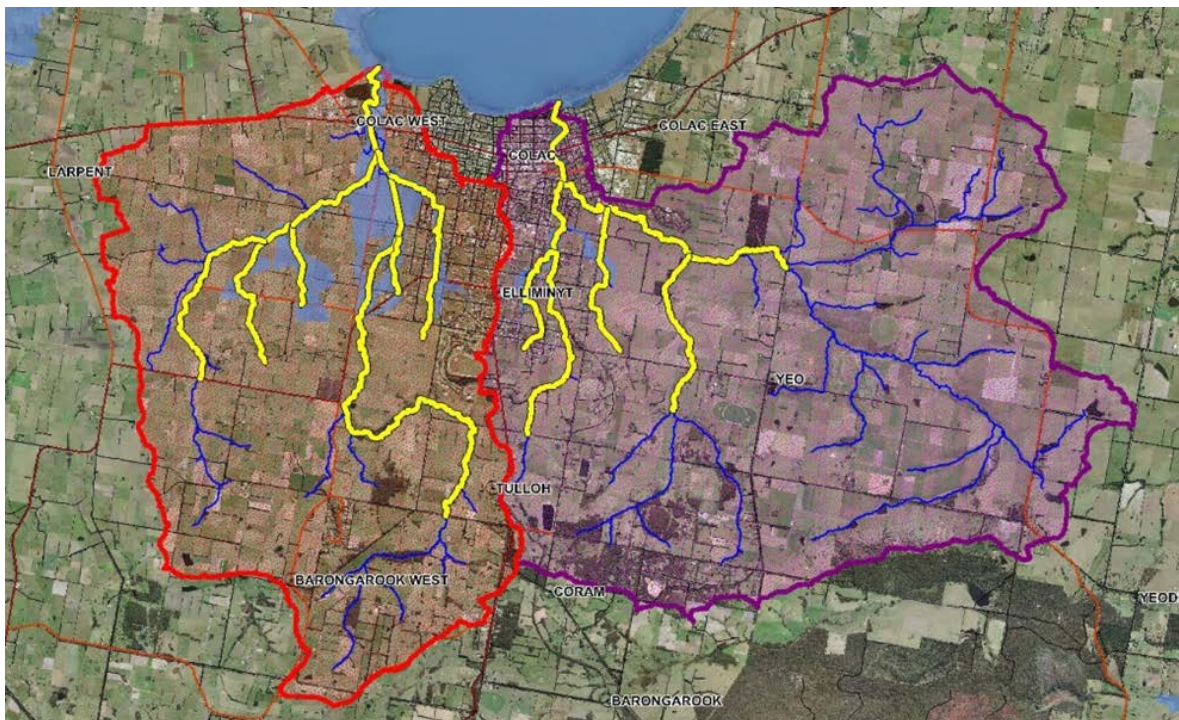 COLAC WEST
COLAC EAST
COLAC
LARPENT
ELLIMINYT
YEO
TULLOH
BARONGAROOK WEST
CORAM
YEOD
BARONGAROOK